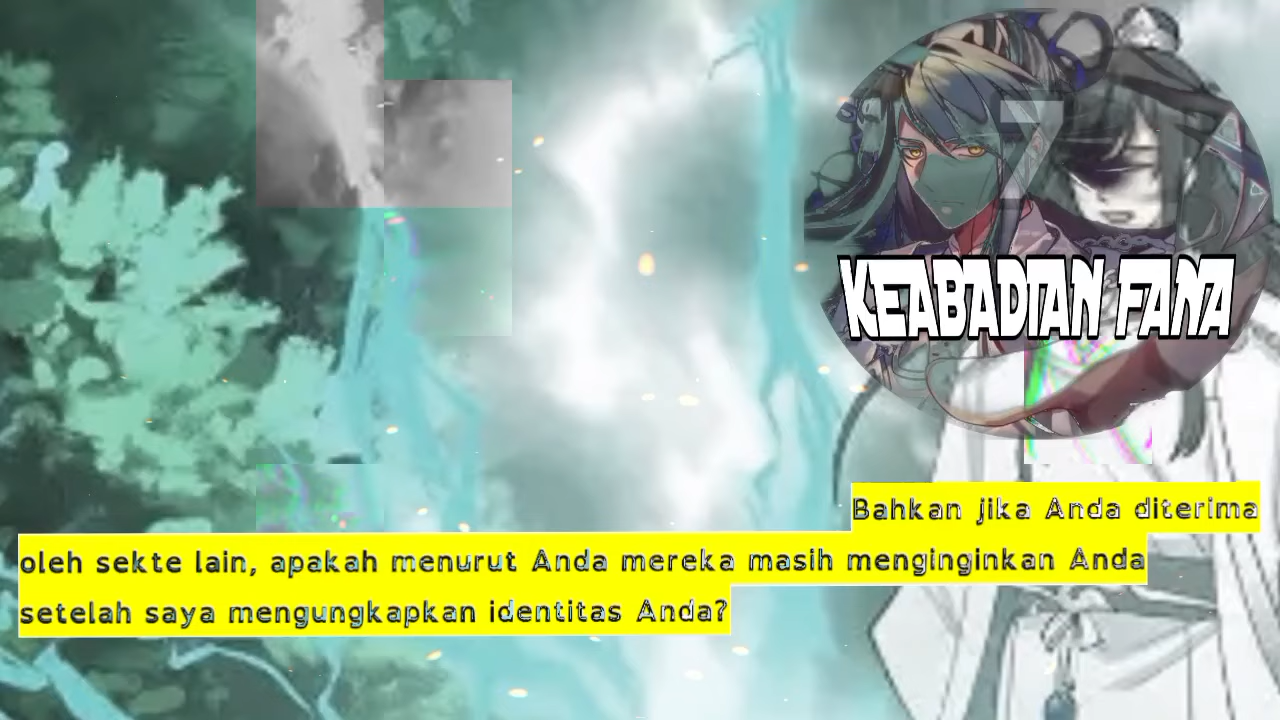 7
KEABADIAN FANA
Bahkan jika Anda diterima
oleh sekte lain, apakah menurut Anda mereka masih menginginkan Anda
setelah saya mengungkapkan identitas Anda?